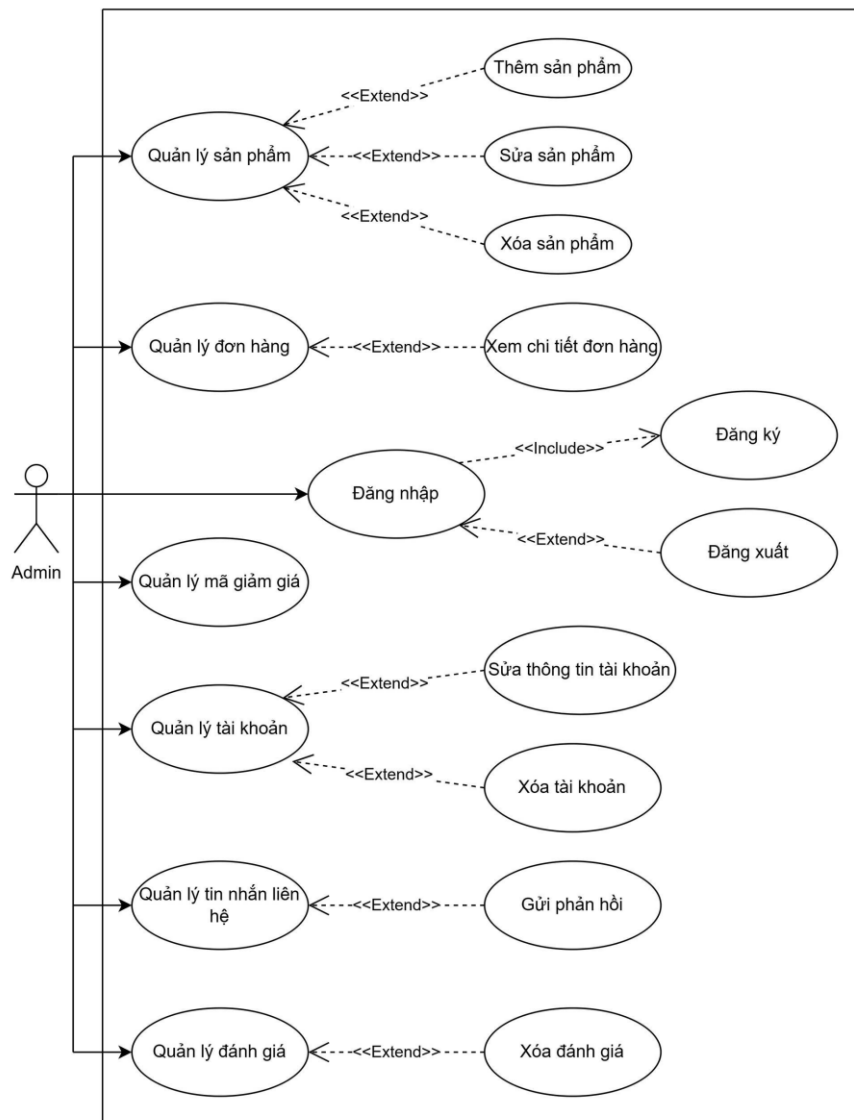 Thêm sản phẩm
<<Extend>>
Quản lý sản phẩm
<<Extend>>
Sửa sản phẩm
<<Extend>>
Xóa sản phẩm
Quản lý đơn hàng
<<Extend>>
Xem chi tiết đơn hàng
Đăng ký
<<Include>>
Đăng nhập
<<Extend>>
Đăng xuất
Admin
Quản lý mã giảm giá
Sửa thông tin tài khoản
<<Extend>>
Quản lý tài khoản
<<Extend>>
Xóa tài khoản
Quản lý tin nhắn liên
hệ
<<Extend>>
Gửi phản hồi
Quản lý đánh giá
<<Extend>>
Xóa đánh giá